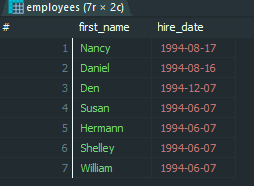 employees (7r × 2c)
# first_name hire_date
1 Nancy 1994-08-17
2 Daniel 1994-08-16
3 Den 1994-12-07
4 Susan 1994-06-07
5 Hermann 1994-06-07
6 Shelley 1994-06-07
7 William 1994-06-07